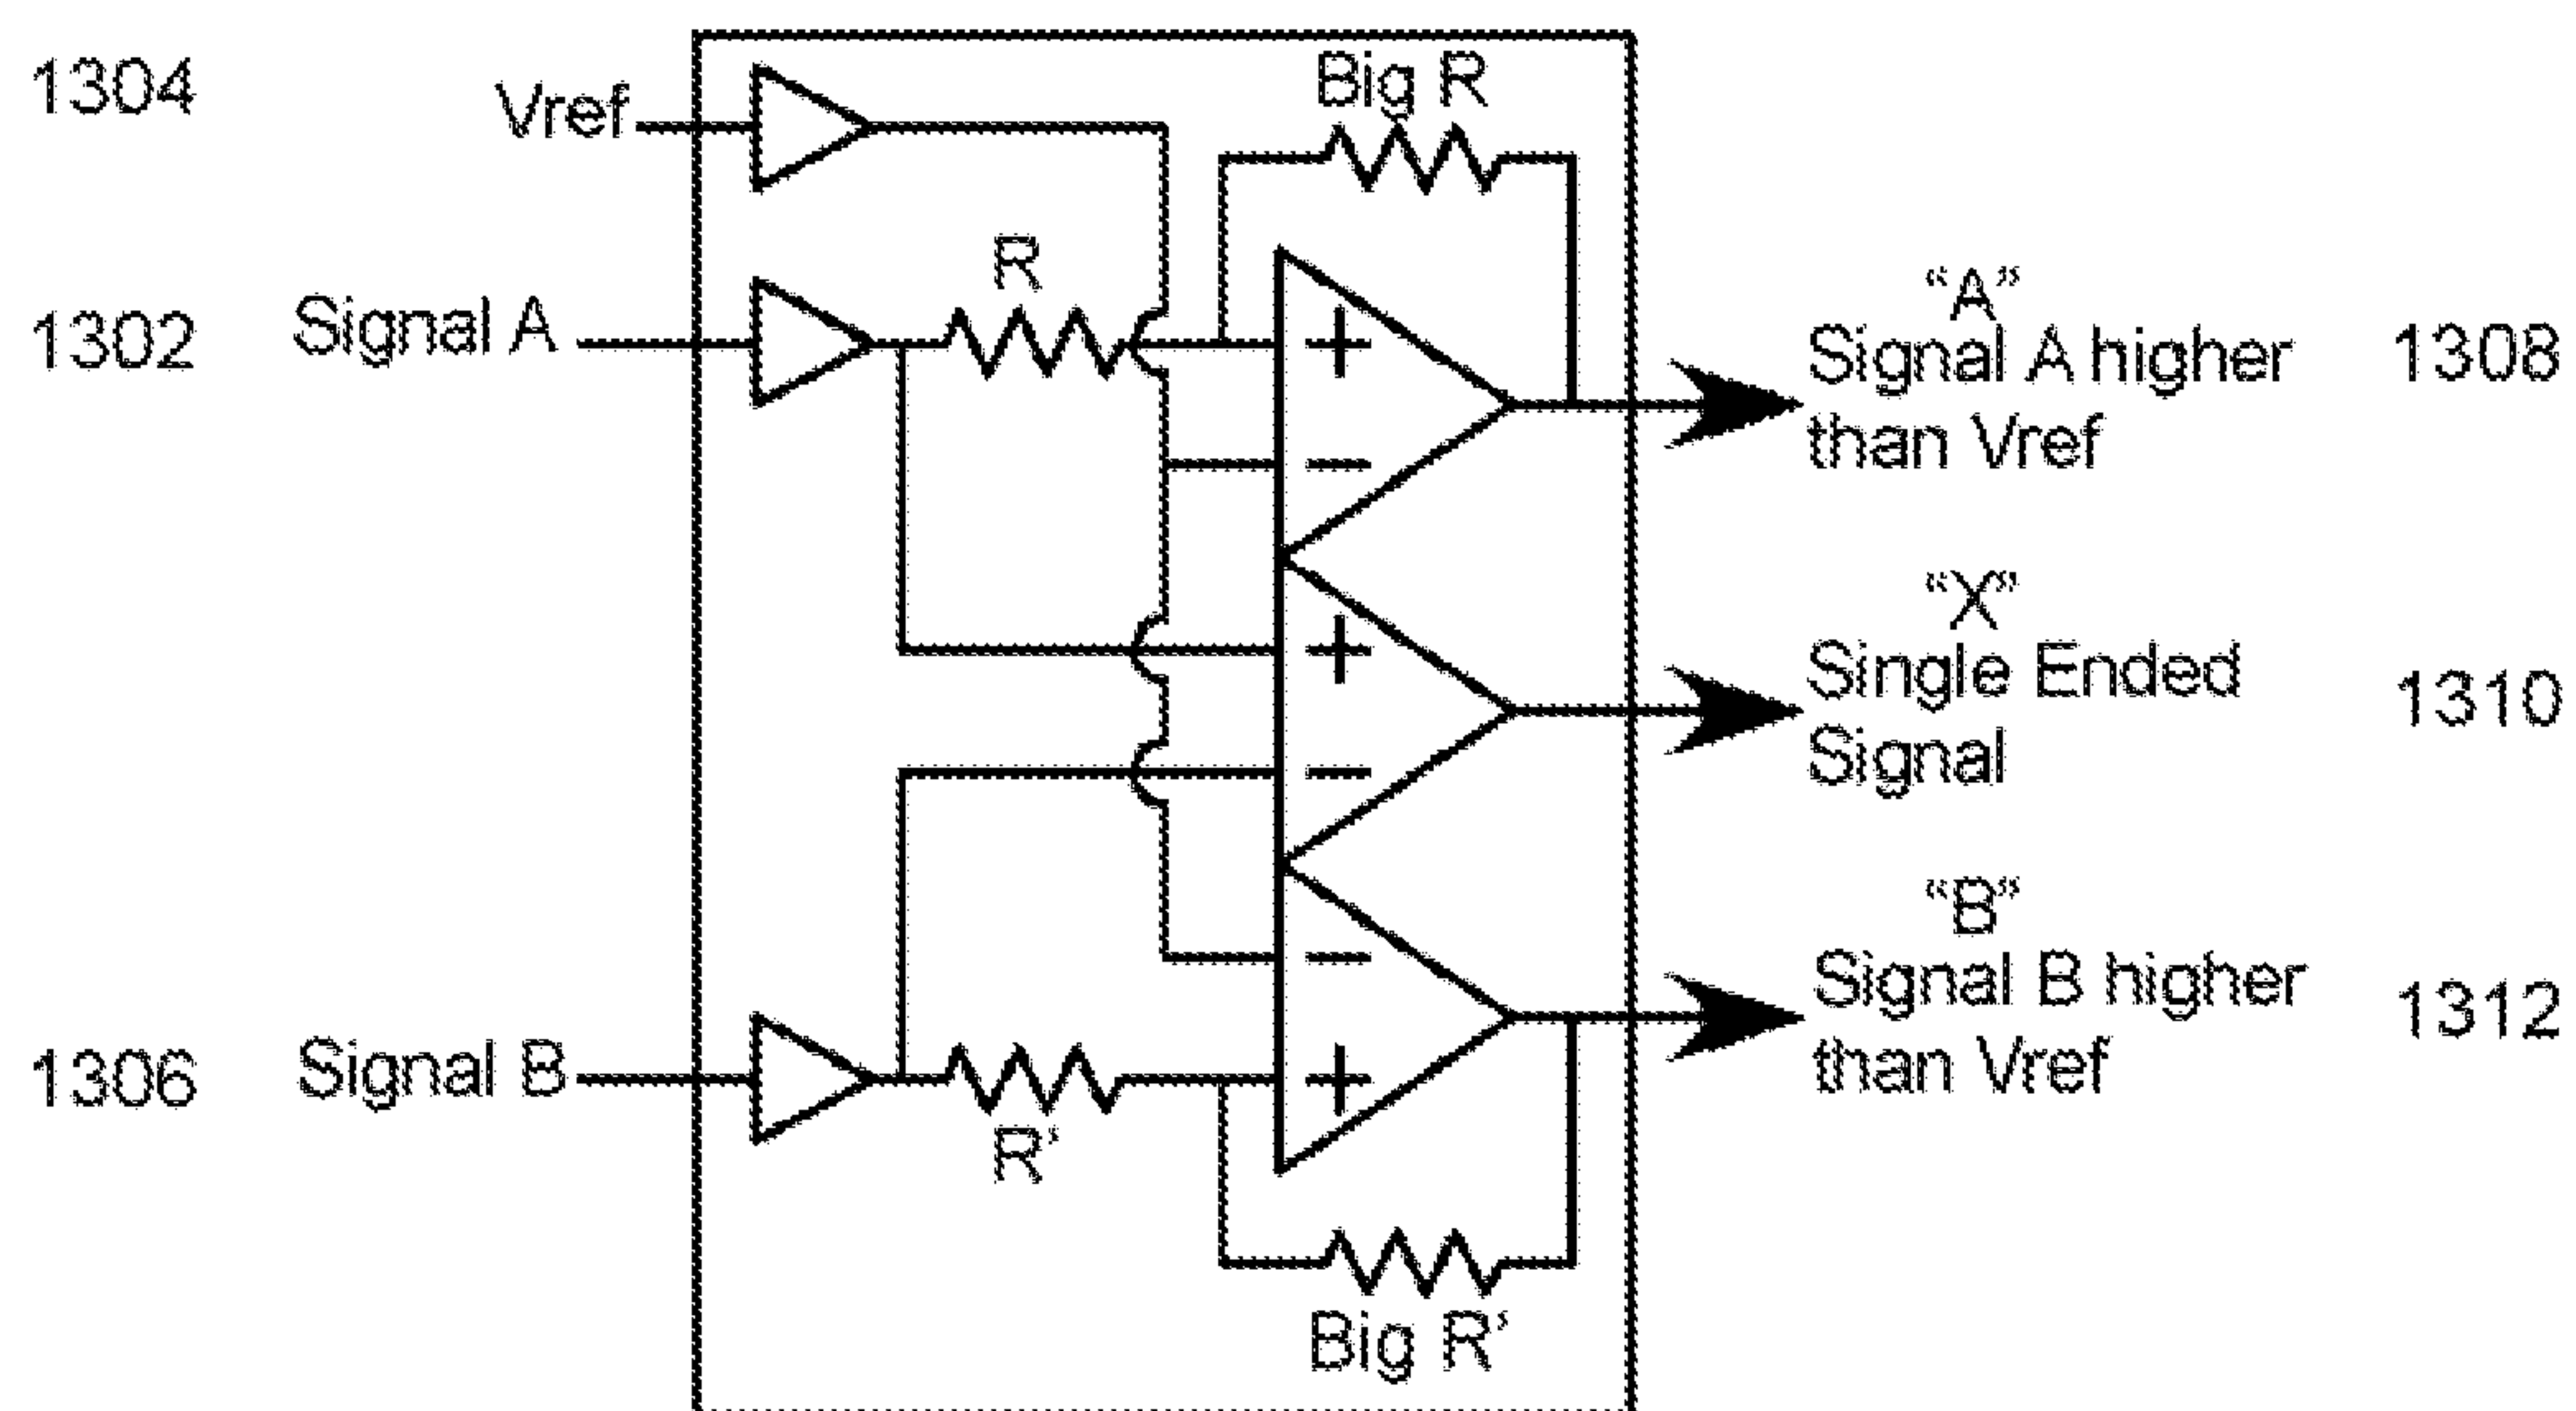 1304
Vref
Big R
1302
Signal A
R
+
−
"A"
Signal A higher
than Vref
1308
+
−
"X"
Single Ended
Signal
1310
1306
Signal B
R'
−
+
"B"
Signal B higher
than Vref
1312
Big R'